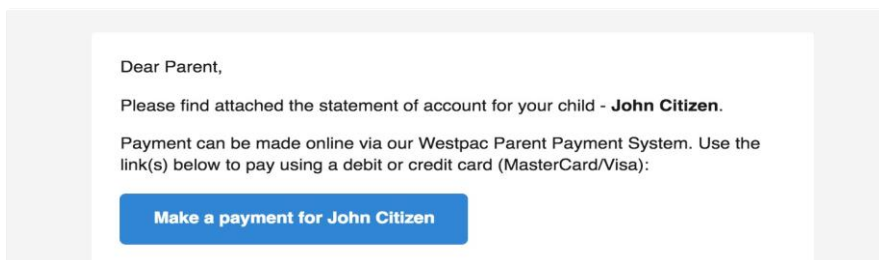 Dear Parent,
Please find attached the statement of account for your child - John Citizen.
Payment can be made online via our Westpac Parent Payment System. Use the
link(s) below to pay using a debit or credit card (MasterCard/Visa):
Make a payment for John Citizen